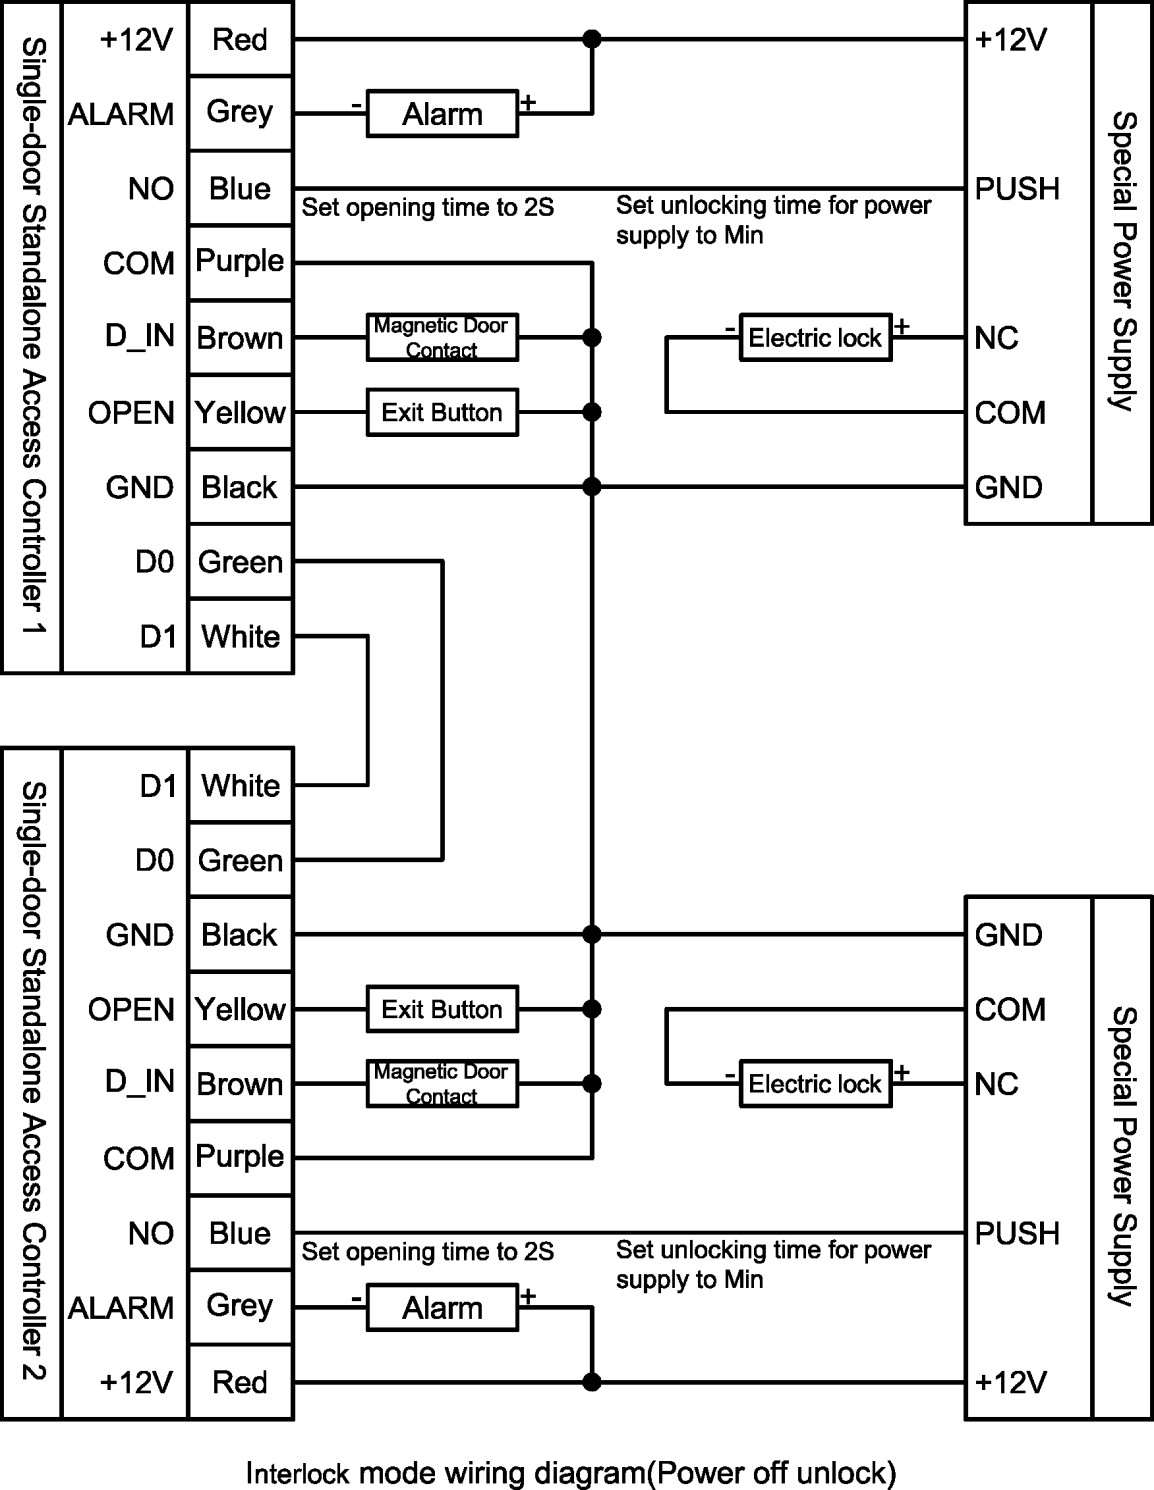 Single-door Standalone Access Controller 1
+12V Red
ALARM Grey
NO Blue
COM Purple
D_IN Brown
OPEN Yellow
GND Black
D0 Green
D1 White
- Alarm +
Set opening time to 2S
Set unlocking time for power
supply to Min
Magnetic Door
Contact
Exit Button
- Electric lock +
+12V
PUSH
NC
COM
GND
Special Power Supply
Single-door Standalone Access Controller 2
D1 White
D0 Green
GND Black
OPEN Yellow
D_IN Brown
COM Purple
NO Blue
ALARM Grey
+12V Red
Exit Button
Magnetic Door
Contact
Set opening time to 2S
Set unlocking time for power
supply to Min
- Alarm +
- Electric lock +
GND
COM
NC
PUSH
+12V
Special Power Supply
Interlock mode wiring diagram(Power off unlock)